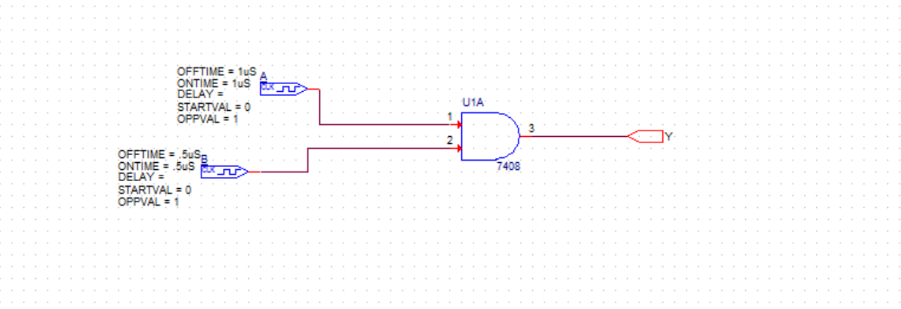 OFFTIME = 1uS A
ONTIME = 1uS CLK
DELAY =
STARTVAL = 0
OPPVAL = 1
U1A
1
2
3
Y
7408
OFFTIME = .5uS B
ONTIME = .5uS CLK
DELAY =
STARTVAL = 0
OPPVAL = 1